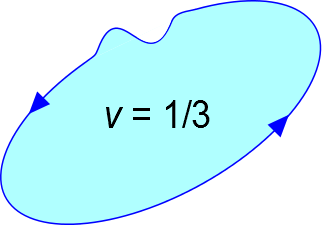 v = 1/3